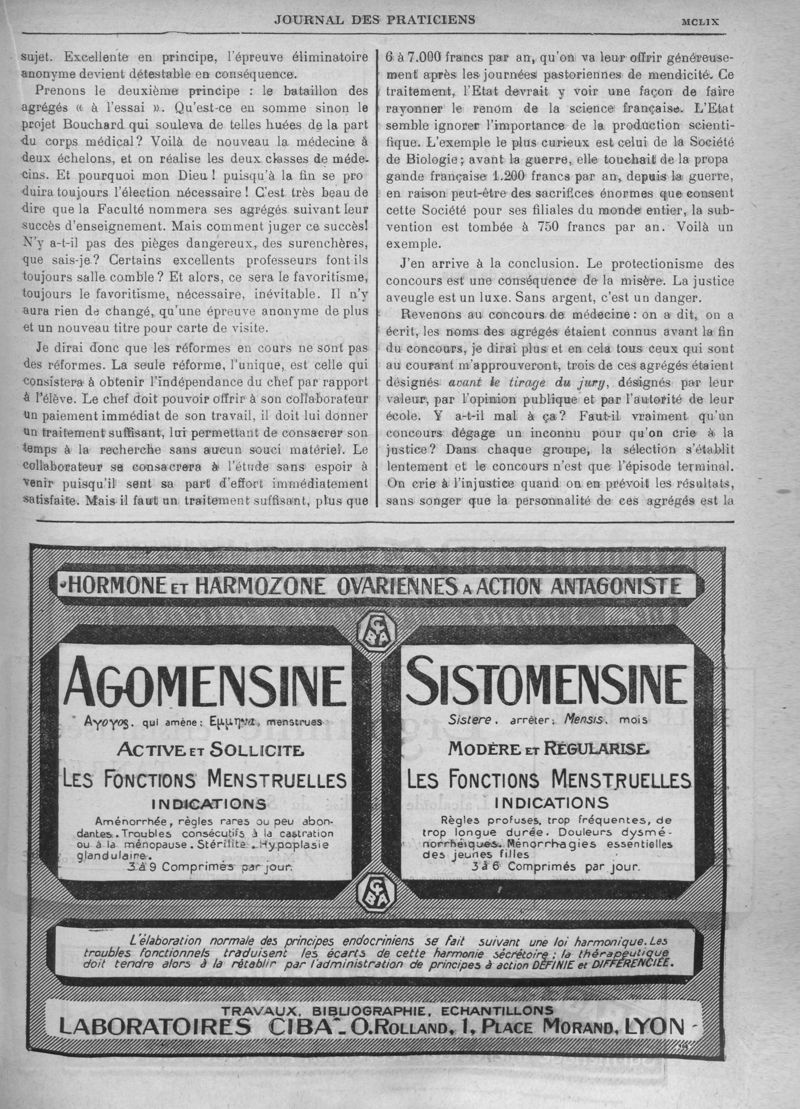 JOURNAL DES PRATICIENS
MCLIX
sujet. Excellente en principe, l'épreuve éliminatoire
anonyme devient détestable en conséquence.
Prenons le deuxième principe : le bataillon des
agrégés « à l'essai ». Qu'est-ce en somme sinon le
projet Bouchard qui souleva de telles huées de la part
du corps médical? Voilà de nouveau la médecine à
deux échelons, et on réalise les deux classes de méde-
cins. Et pourquoi mon Dieu ! puisqu'à la fin se pro
duira toujours l'élection nécessaire ! C'est très beau de
dire que la Faculté nommera ses agrégés suivant leur
succès d'enseignement. Mais comment juger ce succès!
N'y a-t-il pas des pièges dangereux, des surenchères,
que sais-je? Certains excellents professeurs font ils
toujours salle comble? Et alors, ce sera le favoritisme,
toujours le favoritisme, nécessaire, inévitable. Il n'y
aura rien de changé, qu'une épreuve anonyme de plus
et un nouveau titre pour carte de visite.
Je dirai donc que les réformes en cours ne sont pas
des réformes. La seule réforme, l'unique, est celle qui
consistera à obtenir l'indépendance du chef par rapport
à l'élève. Le chef doit pouvoir offrir à son collaborateur
un paiement immédiat de son travail, il doit lui donner
un traitement suffisant, lui permettant de consacrer son
temps à la recherche sans aucun souci matériel. Le
collaborateur se consacrera à l'étude sans espoir à
venir puisqu'il sent sa part d'effort immédiatement
satisfaite. Mais il faut un traitement suffisant, plus que
6 à 7.000 francs par an, qu'on va leur offrir généreuse-
ment après les journées pastoriennes de mendicité. Ce
traitement, l'Etat devrait y voir une façon de faire
rayonner le renom de la science française. L'Etat
semble ignorer l'importance de la production scienti-
fique. L'exemple le plus curieux est celui de la Société
de Biologie; avant la guerre, elle touchait de la propa
gande française 1.200 francs par an, depuis la guerre,
en raison peut-être des sacrifices énormes que consent
cette Société pour ses filiales du monde entier, la sub-
vention est tombée à 750 francs par an. Voilà un
exemple.
J'en arrive à la conclusion. Le protectionisme des
concours est une conséquence de la misère. La justice
aveugle est un luxe. Sans argent, c'est un danger.
Revenons au concours de médecine : on a dit, on a
écrit, les noms des agrégés étaient connus avant la fin
du concours, je dirai plus et en cela tous ceux qui sont
au courant m'approuveront, trois de ces agrégés étaient
désignés avant le tirage du jury, désignés par leur
valeur, par l'opinion publique et par l'autorité de leur
école. Y a-t-il mal à ça? Faut-il vraiment qu'un
concours dégage un inconnu pour qu'on crie à la
justice? Dans chaque groupe, la sélection s'établit
lentement et le concours n'est que l'épisode terminal.
On crie à l'injustice quand on en prévoit les résultats,
sans songer que la personnalité de ces agrégés est la
HORMONE ET HARMOZONE OVARIENNES A ACTION ANTAGONISTE
CIBA
AGOMENSINE
Αγογος, qui amène; Εμμηνα, menstrues
ACTIVE ET SOLLICITE
LES FONCTIONS MENSTRUELLES
INDICATIONS
Aménorrhée, règles rares ou peu abon-
dantes. Troubles consécutifs à la castration
ou à la ménopause. Stérilité. Hypoplasie
glandulaire.
3 à 9 Comprimés par jour.
SISTOMENSINE
Sistere, arrêter; Mensis, mois
MODÈRE ET RÉGULARISE
LES FONCTIONS MENSTRUELLES
INDICATIONS
Règles profuses, trop fréquentes, de
trop longue durée. Douleurs dysmé-
norrhéiques. Ménorrhagies essentielles
des jeunes filles
3 à 6 Comprimés par jour.
CIBA
L'élaboration normale des principes endocriniens se fait suivant une loi harmonique. Les
troubles fonctionnels traduisent les écarts de cette harmonie sécrétoire; la thérapeutique
doit tendre alors à la rétablir par l'administration de principes à action DÉFINIE et DIFFÉRENCIÉE.
TRAVAUX, BIBLIOGRAPHIE, ECHANTILLONS
LABORATOIRES CIBA - O. ROLLAND, 1, PLACE MORAND, LYON